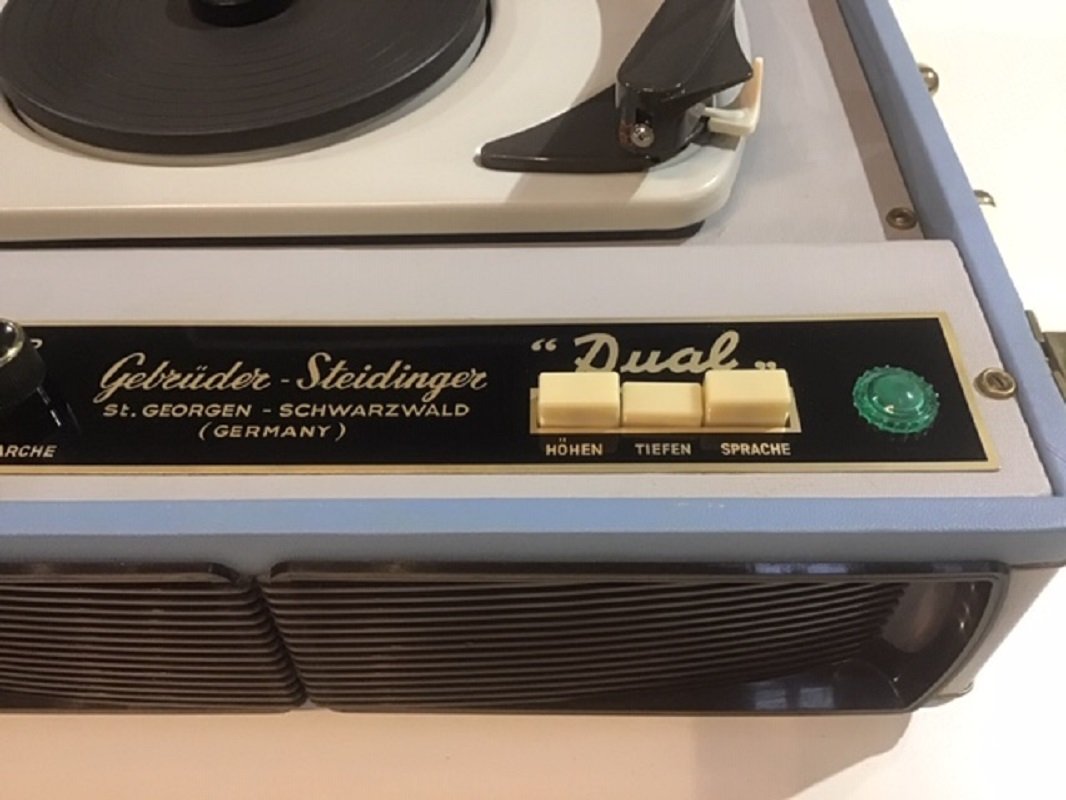 Gebrüder - Steidinger
St. GEORGEN - SCHWARZWALD
(GERMANY)
“ Dual „
HÖHEN TIEFEN SPRACHE